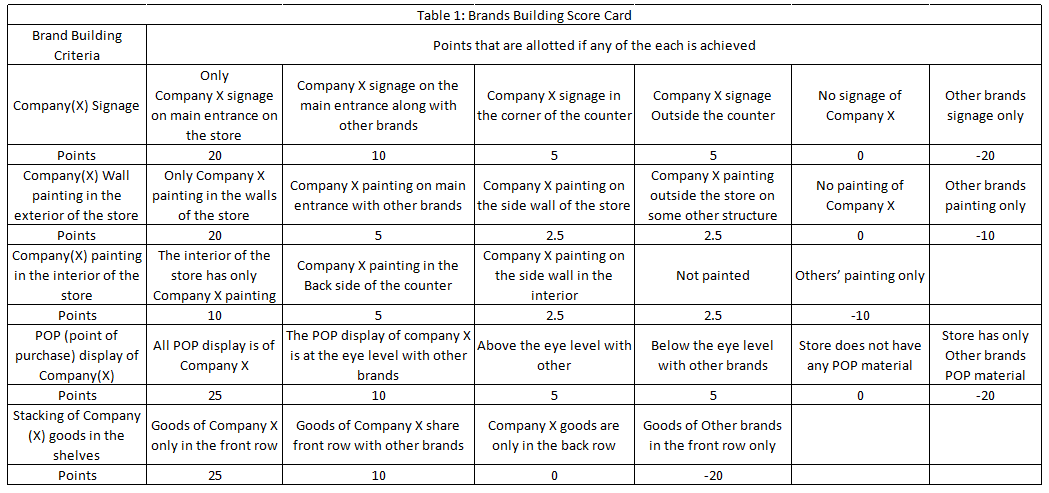 Table 1: Brands Building Score Card
Brand Building
Criteria
Points that are allotted if any of the each is achieved
Company(X) Signage
Only
Company X signage
on main entrance on
the store
Company X signage on the
main entrance along with
other brands
Company X signage in
the corner of the counter
Company X signage
Outside the counter
No signage of
Company X
Other brands
signage only
Points
20
10
5
5
0
-20
Company(X) Wall
painting in the
exterior of the store
Only Company X
painting in the walls
of the store
Company X painting on main
entrance with other brands
Company X painting on
the side wall of the store
Company X painting
outside the store on
some other structure
No painting of
Company X
Other brands
painting only
Points
20
5
2.5
2.5
0
-10
Company(X) painting
in the interior of the
store
The interior of the
store has only
Company X painting
Company X painting in the
Back side of the counter
Company X painting on
the side wall in the
interior
Not painted
Others’ painting only
Points
10
5
2.5
2.5
-10
POP (point of
purchase) display of
Company(X)
All POP display is of
Company X
The POP display of company X
is at the eye level with other
brands
Above the eye level with
other
Below the eye level
with other brands
Store does not have
any POP material
Store has only
Other brands
POP material
Points
25
10
5
5
0
-20
Stacking of Company
(X) goods in the
shelves
Goods of Company X
only in the front row
Goods of Company X share
front row with other brands
Company X goods are
only in the back row
Goods of Other brands
in the front row only
Points
25
10
0
-20